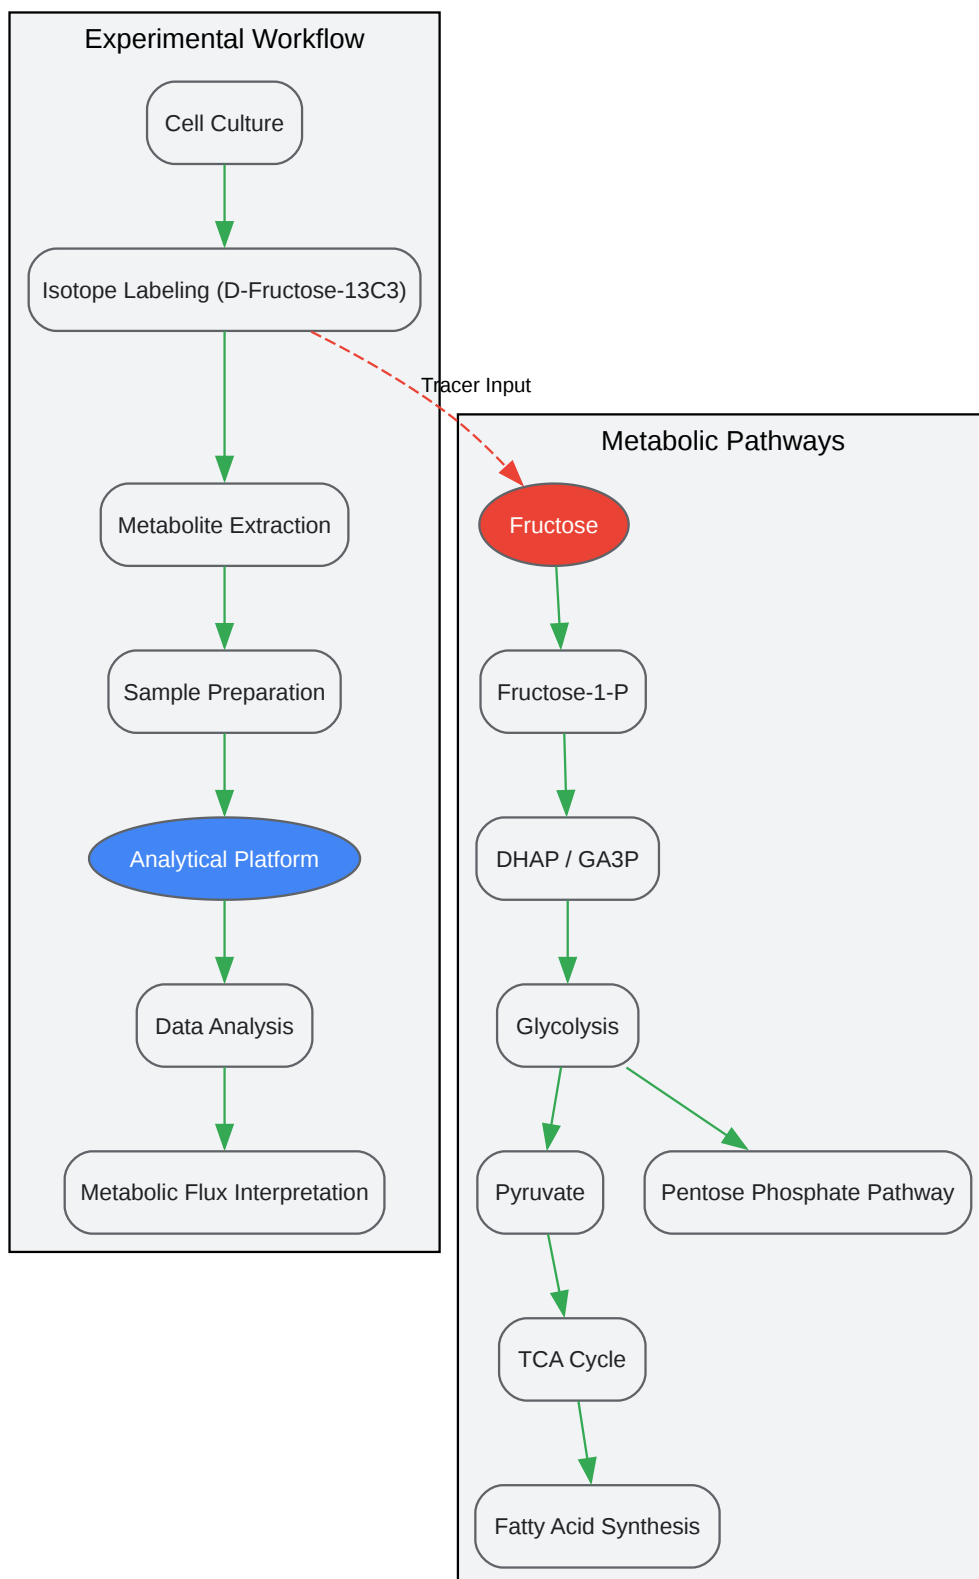 Experimental Workflow
Cell Culture
Isotope Labeling (D-Fructose-13C3)
Tracer Input
Metabolite Extraction
Sample Preparation
Analytical Platform
Data Analysis
Metabolic Flux Interpretation
Metabolic Pathways
Fructose
Fructose-1-P
DHAP / GA3P
Glycolysis
Pyruvate
Pentose Phosphate Pathway
TCA Cycle
Fatty Acid Synthesis